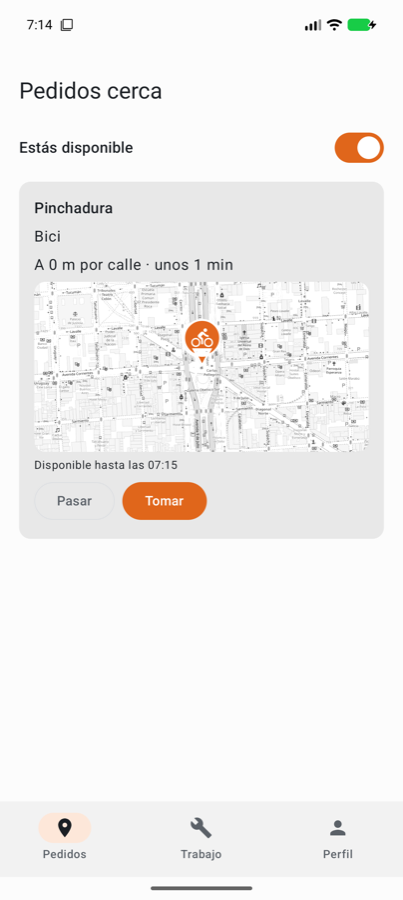 7:14
Pedidos cerca
Estás disponible
Pinchadura
Bici
A 0 m por calle · unos 1 min
Disponible hasta las 07:15
Pasar
Tomar
Pedidos
Trabajo
Perfil